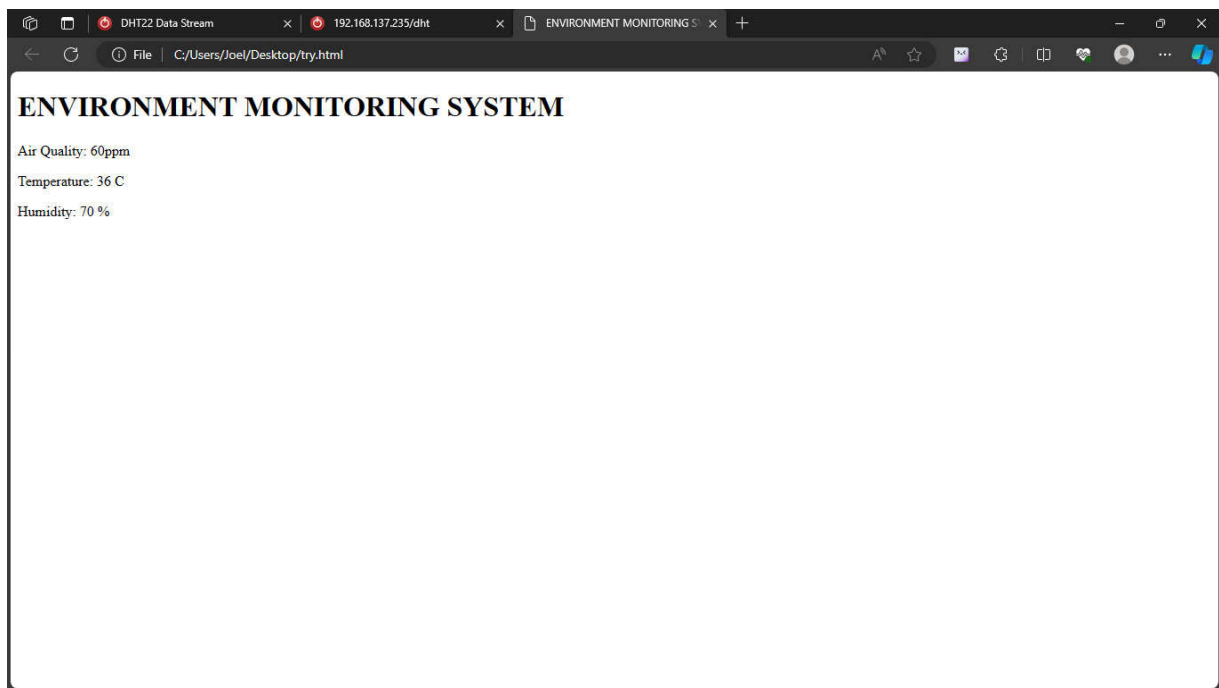 DHT22 Data Stream
192.168.137.235/dht
ENVIRONMENT MONITORING S
File
C:/Users/Joel/Desktop/try.html
ENVIRONMENT MONITORING SYSTEM
Air Quality: 60ppm
Temperature: 36 C
Humidity: 70 %